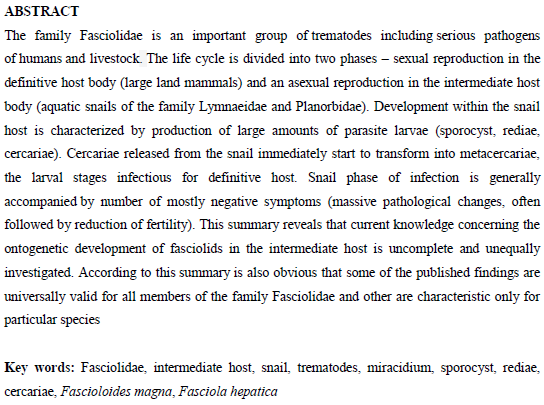 ABSTRACT
The family Fasciolidae is an important group of trematodes including serious pathogens
of humans and livestock. The life cycle is divided into two phases – sexual reproduction in the
definitive host body (large land mammals) and an asexual reproduction in the intermediate host
body (aquatic snails of the family Lymnaeidae and Planorbidae). Development within the snail
host is characterized by production of large amounts of parasite larvae (sporocyst, rediae,
cercariae). Cercariae released from the snail immediately start to transform into metacercariae,
the larval stages infectious for definitive host. Snail phase of infection is generally
accompanied by number of mostly negative symptoms (massive pathological changes, often
followed by reduction of fertility). This summary reveals that current knowledge concerning the
ontogenetic development of fasciolids in the intermediate host is uncomplete and unequally
investigated. According to this summary is also obvious that some of the published findings are
universally valid for all members of the family Fasciolidae and other are characteristic only for
particular species
Key words: Fasciolidae, intermediate host, snail, trematodes, miracidium, sporocyst, rediae,
cercariae, Fascioloides magna, Fasciola hepatica